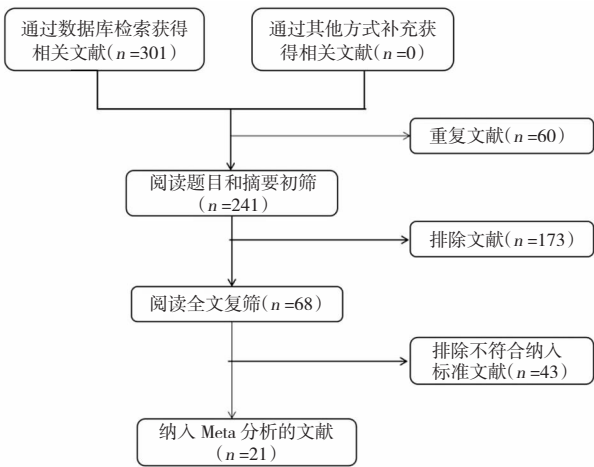 通过数据库检索获得
相关文献(n=301)
通过其他方式补充获
得相关文献(n=0)
重复文献(n=60)
阅读题目和摘要初筛
(n=241)
排除文献(n=173)
阅读全文复筛(n=68)
排除不符合纳入
标准文献(n=43)
纳入 Meta 分析的文献
(n=21)